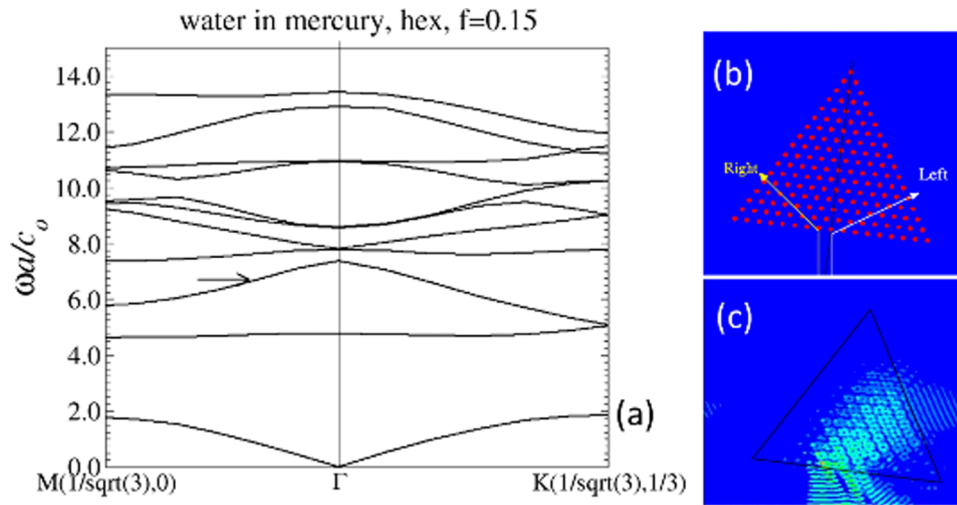 water in mercury, hex, f=0.15
14.0
12.0
10.0
8.0
6.0
4.0
2.0
0.0
ωa/c₀
M(1/sqrt(3),0)
Γ
K(1/sqrt(3),1/3)
(a)
(b)
Right
Left
(c)